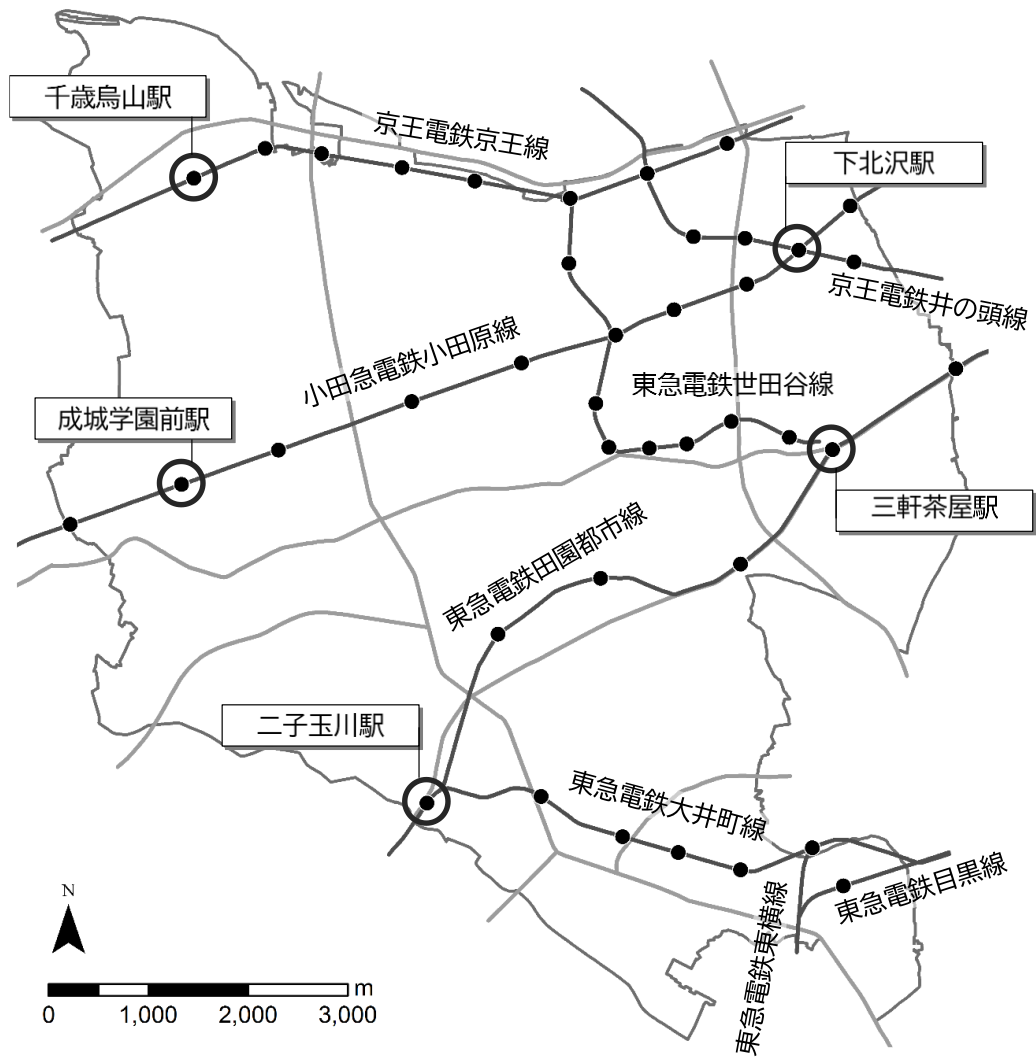 千歳烏山駅
京王電鉄京王線
下北沢駅
京王電鉄井の頭線
小田急電鉄小田原線
東急電鉄世田谷線
成城学園前駅
三軒茶屋駅
東急電鉄田園都市線
二子玉川駅
東急電鉄大井町線
東急電鉄目黒線
東急電鉄東横線
N
m
0 1,000 2,000 3,000